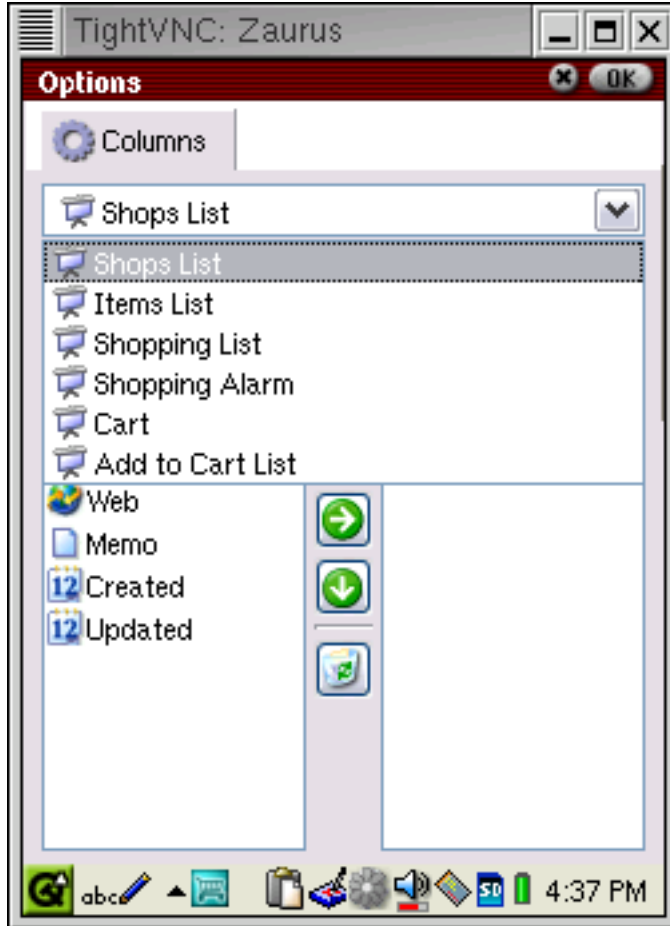 TightVNC: Zaurus
Options
OK
Columns
Shops List
Shops List
Items List
Shopping List
Shopping Alarm
Cart
Add to Cart List
Web
Memo
12 Created
12 Updated
abc SD 4:37 PM